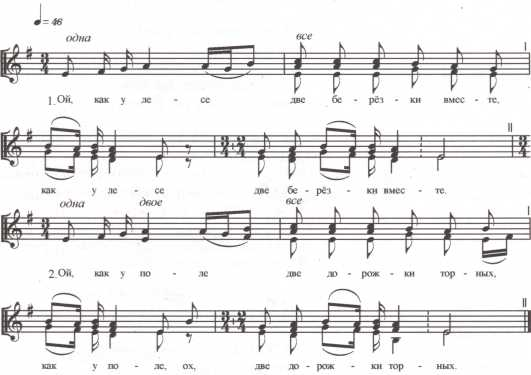 ♩ = 46
одна все
1. Ой, как у ле - се две бе - рёз - ки вмес - те,
как у ле - се две бе - рёз - ки вмес - те.
одна двое все
2. Ой, как у по - ле две до - рож - ки тор - ных,
как у по - ле, ох, две до - рож - ки тор - ных.